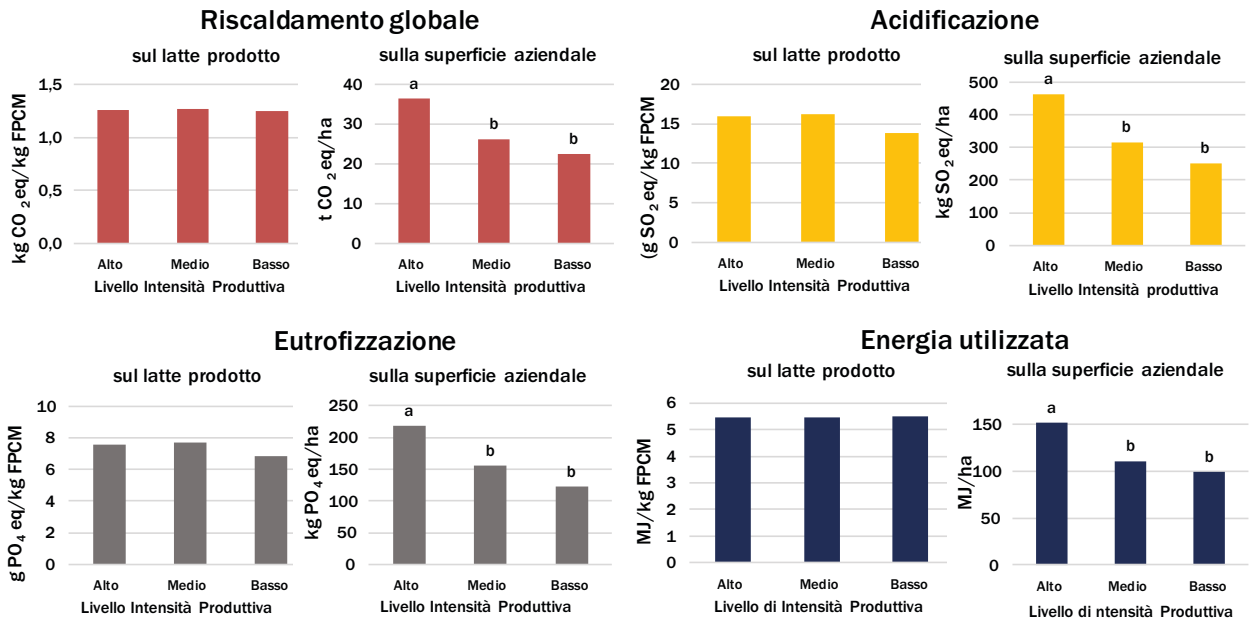 Riscaldamento globale
sul latte prodotto
kg CO₂ eq/kg FPCM
1,5
1,0
0,5
0,0
Alto Medio Basso
Livello Intensità Produttiva
sulla superficie aziendale
t CO₂ eq/ha
40
30
20
10
0
a
b
b
Alto Medio Basso
Livello Intensità produttiva
Acidificazione
sul latte prodotto
(g SO₂ eq/kg FPCM
20
15
10
5
0
Alto Medio Basso
Livello Intensità Produttiva
sulla superficie aziendale
kg SO₂ eq/ha
500
400
300
200
100
0
a
b
b
Alto Medio Basso
Livello Intensità produttiva
Eutrofizzazione
sul latte prodotto
g PO₄ eq/kg FPCM
10
8
6
4
2
0
Alto Medio Basso
Livello Intensità Produttiva
sulla superficie aziendale
kg PO₄ eq/ha
250
200
150
100
50
0
a
b
b
Alto Medio Basso
Livello Intensità Produttiva
Energia utilizzata
sul latte prodotto
MJ/kg FPCM
6
5
4
3
2
1
0
Alto Medio Basso
Livello di Intensità Produttiva
sulla superficie aziendale
MJ/ha
150
100
50
0
a
b
b
Alto Medio Basso
Livello di ntensità Produttiva